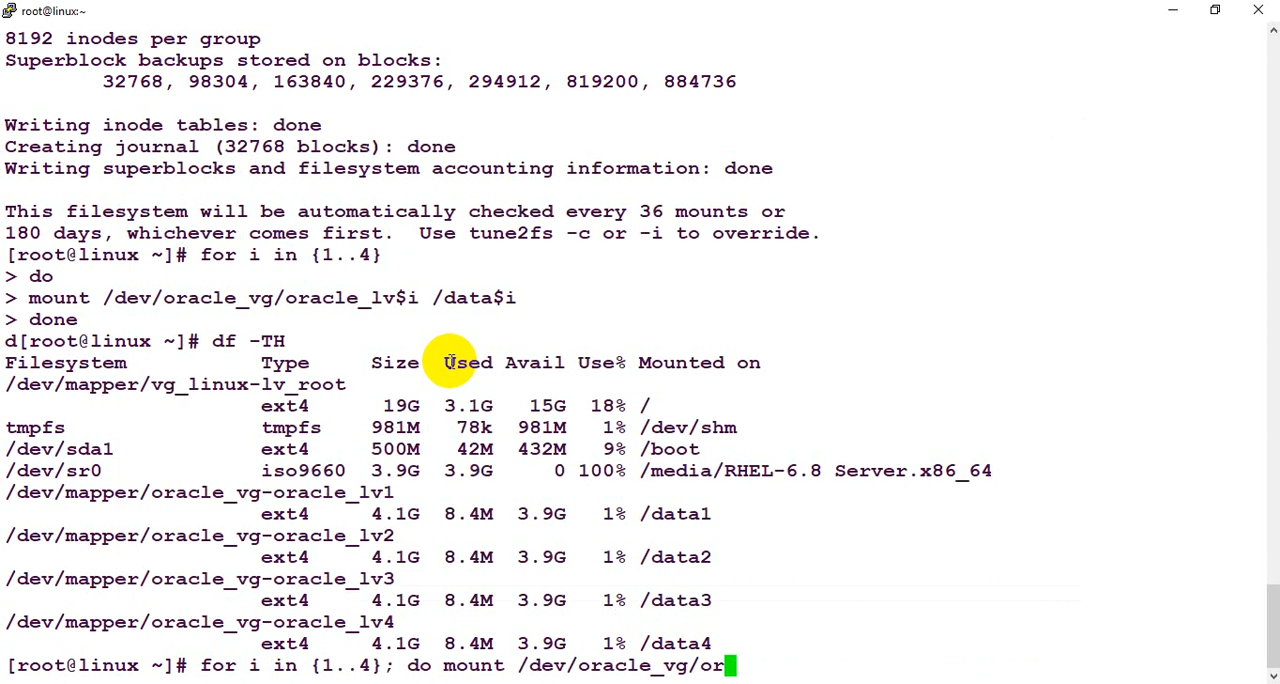 root@linux:~
8192 inodes per group
Superblock backups stored on blocks:
32768, 98304, 163840, 229376, 294912, 819200, 884736
Writing inode tables: done
Creating journal (32768 blocks): done
Writing superblocks and filesystem accounting information: done
This filesystem will be automatically checked every 36 mounts or
180 days, whichever comes first.  Use tune2fs -c or -i to override.
[root@linux ~]# for i in {1..4}
> do
> mount /dev/oracle_vg/oracle_lv$i /data$i
> done
d[root@linux ~]# df -TH
Filesystem Type Size Used Avail Use% Mounted on
/dev/mapper/vg_linux-lv_root
ext4 19G 3.1G 15G 18% /
tmpfs tmpfs 981M 78k 981M 1% /dev/shm
/dev/sda1 ext4 500M 42M 432M 9% /boot
/dev/sr0 iso9660 3.9G 3.9G 0 100% /media/RHEL-6.8 Server.x86_64
/dev/mapper/oracle_vg-oracle_lv1
ext4 4.1G 8.4M 3.9G 1% /data1
/dev/mapper/oracle_vg-oracle_lv2
ext4 4.1G 8.4M 3.9G 1% /data2
/dev/mapper/oracle_vg-oracle_lv3
ext4 4.1G 8.4M 3.9G 1% /data3
/dev/mapper/oracle_vg-oracle_lv4
ext4 4.1G 8.4M 3.9G 1% /data4
[root@linux ~]# for i in {1..4}; do mount /dev/oracle_vg/or